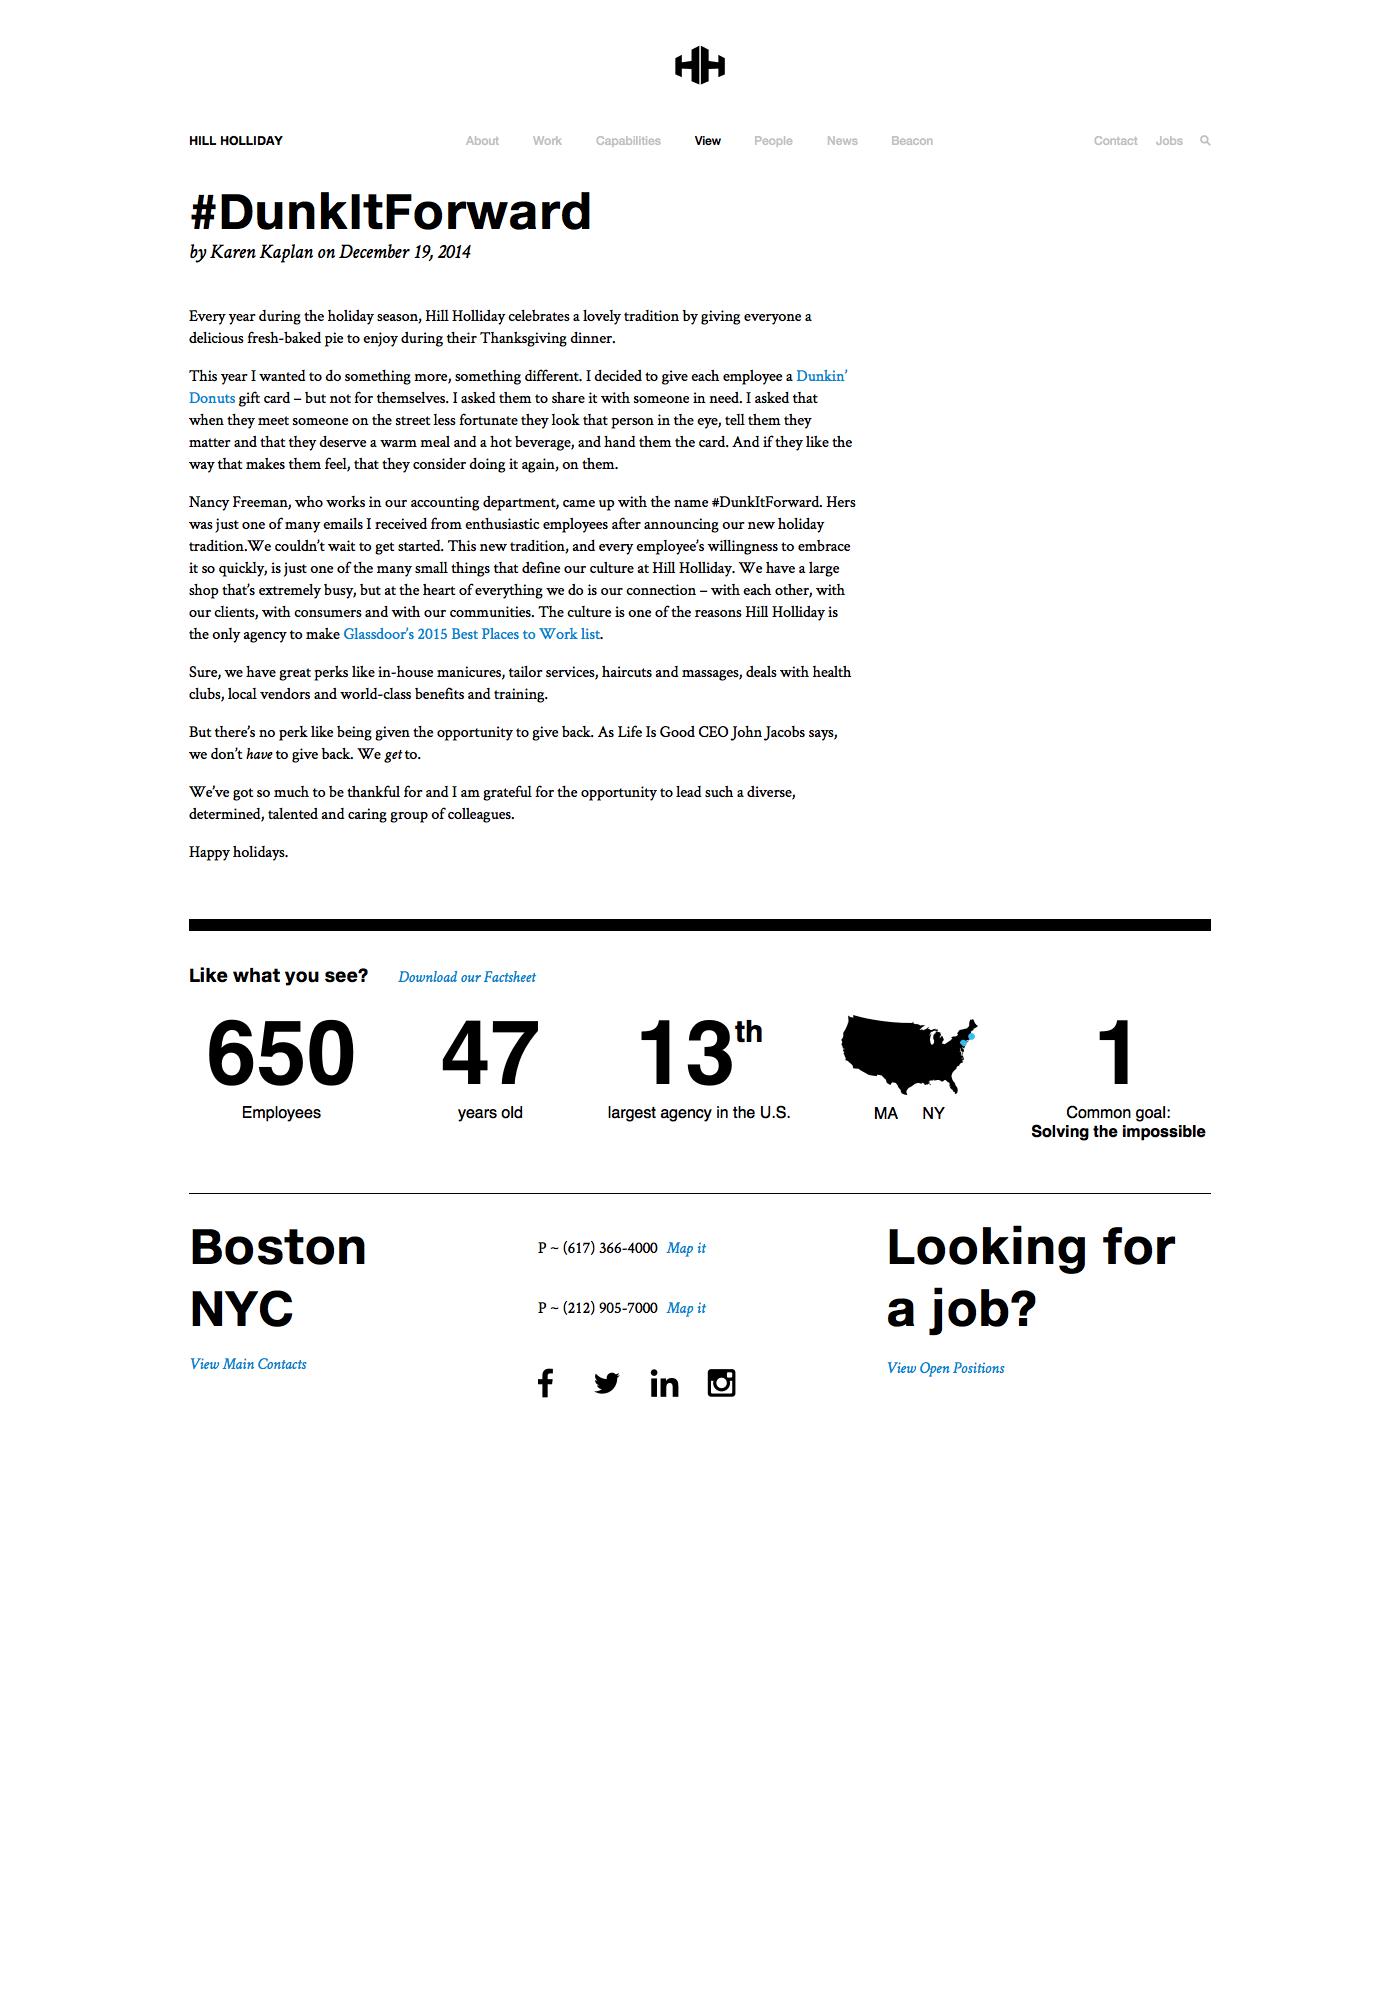 HH
HILL HOLLIDAY About Work Capabilities View People News Beacon Contact Jobs
#DunkItForward
by Karen Kaplan on December 19, 2014
Every year during the holiday season, Hill Holliday celebrates a lovely tradition by giving everyone a
delicious fresh-baked pie to enjoy during their Thanksgiving dinner.
This year I wanted to do something more, something different. I decided to give each employee a Dunkin’
Donuts gift card – but not for themselves. I asked them to share it with someone in need. I asked that
when they meet someone on the street less fortunate they look that person in the eye, tell them they
matter and that they deserve a warm meal and a hot beverage, and hand them the card. And if they like the
way that makes them feel, that they consider doing it again, on them.
Nancy Freeman, who works in our accounting department, came up with the name #DunkItForward. Hers
was just one of many emails I received from enthusiastic employees after announcing our new holiday
tradition.We couldn’t wait to get started. This new tradition, and every employee’s willingness to embrace
it so quickly, is just one of the many small things that define our culture at Hill Holliday. We have a large
shop that’s extremely busy, but at the heart of everything we do is our connection – with each other, with
our clients, with consumers and with our communities. The culture is one of the reasons Hill Holliday is
the only agency to make Glassdoor’s 2015 Best Places to Work list.
Sure, we have great perks like in-house manicures, tailor services, haircuts and massages, deals with health
clubs, local vendors and world-class benefits and training.
But there’s no perk like being given the opportunity to give back. As Life Is Good CEO John Jacobs says,
we don’t have to give back. We get to.
We’ve got so much to be thankful for and I am grateful for the opportunity to lead such a diverse,
determined, talented and caring group of colleagues.
Happy holidays.
Like what you see? Download our Factsheet
650
Employees
47
years old
13th
largest agency in the U.S.
MA NY
1
Common goal:
Solving the impossible
Boston
NYC
View Main Contacts
P ~ (617) 366-4000 Map it
P ~ (212) 905-7000 Map it
Looking for
a job?
View Open Positions